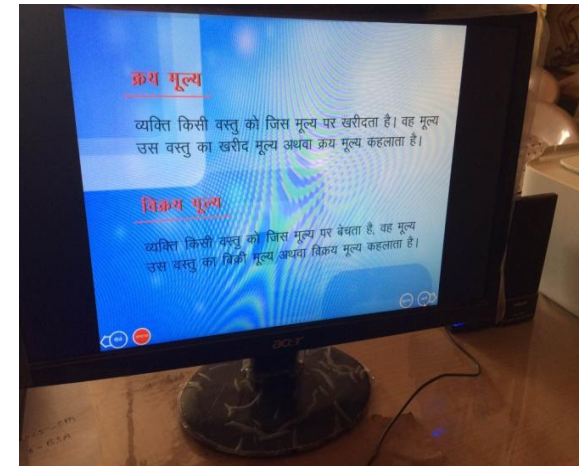 क्रय मूल्य
व्यक्ति किसी वस्तु को जिस मूल्य पर खरीदता है। वह मूल्य
उस वस्तु का खरीद मूल्य अथवा क्रय मूल्य कहलाता है।
विक्रय मूल्य
व्यक्ति किसी वस्तु को जिस मूल्य पर बेचता है, वह मूल्य
उस वस्तु का बिक्री मूल्य अथवा विक्रय मूल्य कहलाता है।
acer